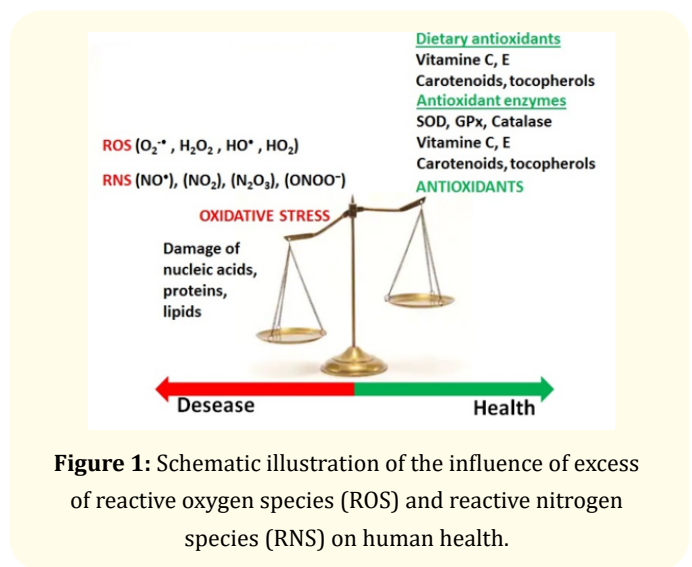 Dietary antioxidants
Vitamine C, E
Carotenoids, tocopherols
Antioxidant enzymes
SOD, GPx, Catalase
Vitamine C, E
Carotenoids, tocopherols
ANTIOXIDANTS
ROS (O₂⁻•, H₂O₂, HO•, HO₂)
RNS (NO•), (NO₂), (N₂O₃), (ONOO⁻)
OXIDATIVE STRESS
Damage of
nucleic acids,
proteins,
lipids
Desease
Health
Figure 1: Schematic illustration of the influence of excess
of reactive oxygen species (ROS) and reactive nitrogen
species (RNS) on human health.